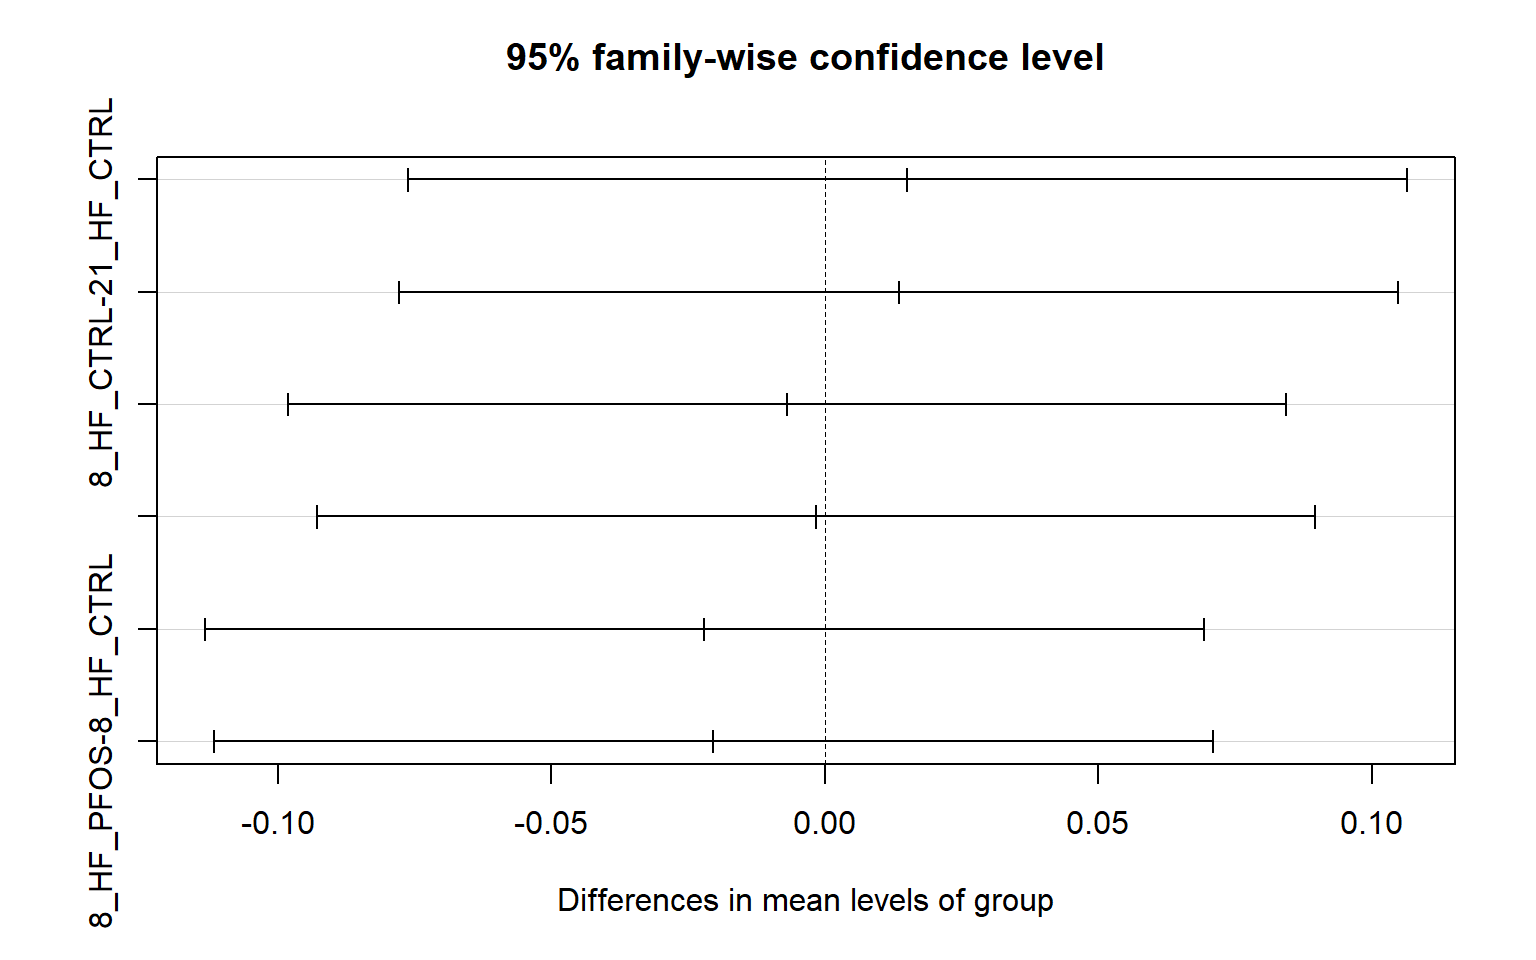 95% family-wise confidence level
8_HF_CTRL-21_HF_CTRL
8_HF_PFOS-8_HF_CTRL
-0.10 -0.05 0.00 0.05 0.10
Differences in mean levels of group